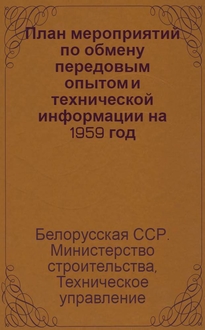 План мероприятий
по обмену
передовым
опытом и
технической
информации на
1959 год
Белорусская ССР.
Министерство
строительства,
Техническое
управление